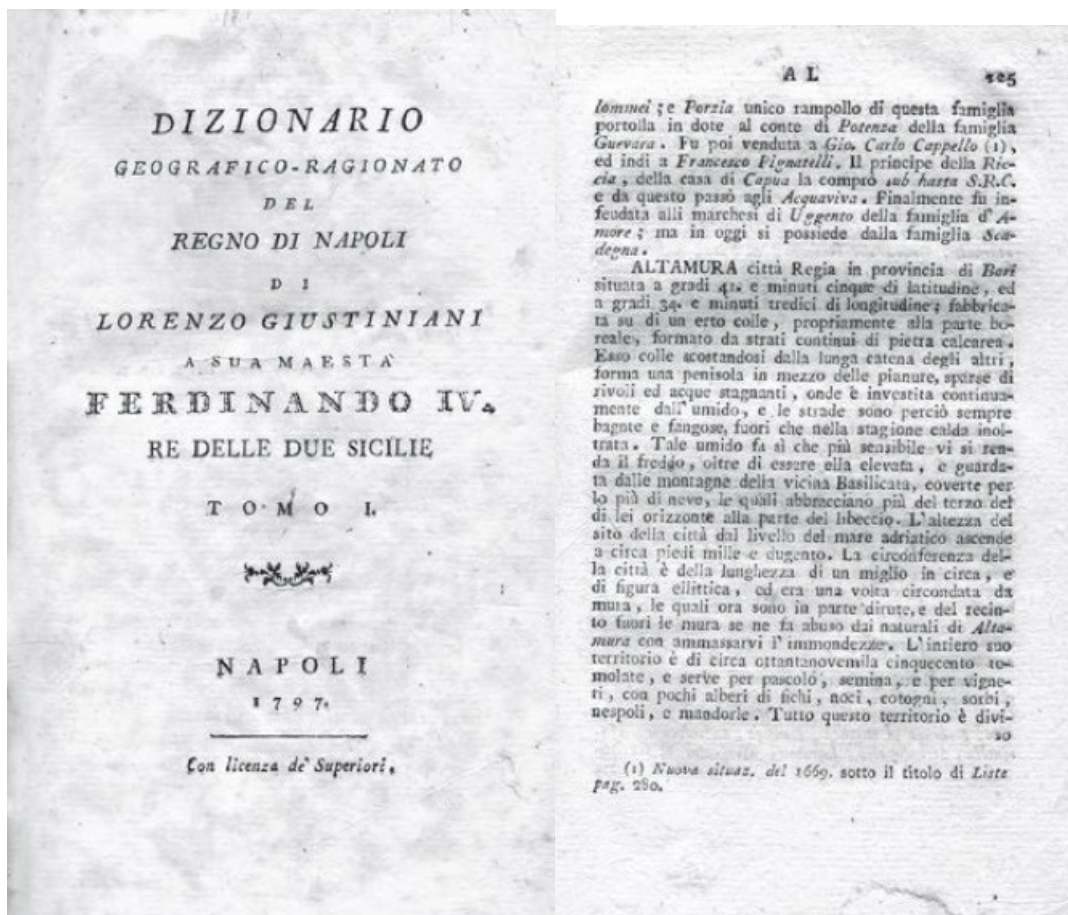 DIZIONARIO
GEOGRAFICO-RAGIONATO
DEL
REGNO DI NAPOLI
DI
LORENZO GIUSTINIANI
A SUA MAESTA`
FERDINANDO IV.
RE DELLE DUE SICILIE
TOMO I.
NAPOLI
1797.
Con licenza de' Superiori.
AL 225
lommei; e Porzia unico rampollo di questa famiglia
portolla in dote al conte di Potenza della famiglia
Guevara. Fu poi venduta a Gio. Carlo Cappello (1),
ed indi a Francesco Pignatelli. Il principe della Ric-
cia, della casa di Capua la comprò sub hasta S.R.C.
e da questo passò agli Acquaviva. Finalmente fu in-
feudata alli marchesi di Uggento della famiglia d'A-
more; ma in oggi si possiede dalla famiglia Sca-
degna.
ALTAMURA città Regia in provincia di Bari
situata a gradi 41. e minuti cinque di latitudine, ed
a gradi 34. e minuti tredici di longitudine; fabbrica-
ta su di un erto colle, propriamente alla parte bo-
reale, formato da strati continui di pietra calcarea.
Esso colle scostandosi dalla lunga catena degli altri,
forma una penisola in mezzo delle pianure, sparse di
rivoli ed acque stagnanti, onde è investita continua-
mente dall'umido, e le strade sono perciò sempre
bagnte e fangose, fuori che nella stagione calda inol-
trata. Tale umido fa sì che più sensibile vi si ren-
da il freddo, oltre di essere ella elevata, e guarda-
ta dalle montagne della vicina Basilicata, coverte per
lo più di neve, le quali abbracciano più del terzo del
di lei orizzonte alla parte del libeccio. L'altezza del
sito della città dal livello del mare adriatico ascende
a circa piedi mille e dugento. La circonferenza del-
la città è della lunghezza di un miglio in circa, e
di figura ellittica, ed era una volta circondata da
mura, le quali ora sono in parte dirute, e del recin-
to fuori le mura se ne fa abuso dai naturali di Alta-
mura con ammassarvi l'immondezze. L'intiero suo
territorio è di circa ottantanovemila cinquecento to-
molate, e serve per pascolo, semina, e per vigne-
ti, con pochi alberi di fichi, noci, cotogni, sorbi,
nespoli, e mandorle. Tutto questo territorio è divi-
so
(1) Nuova situaz. del 1669. sotto il titolo di Liste
pag. 280.